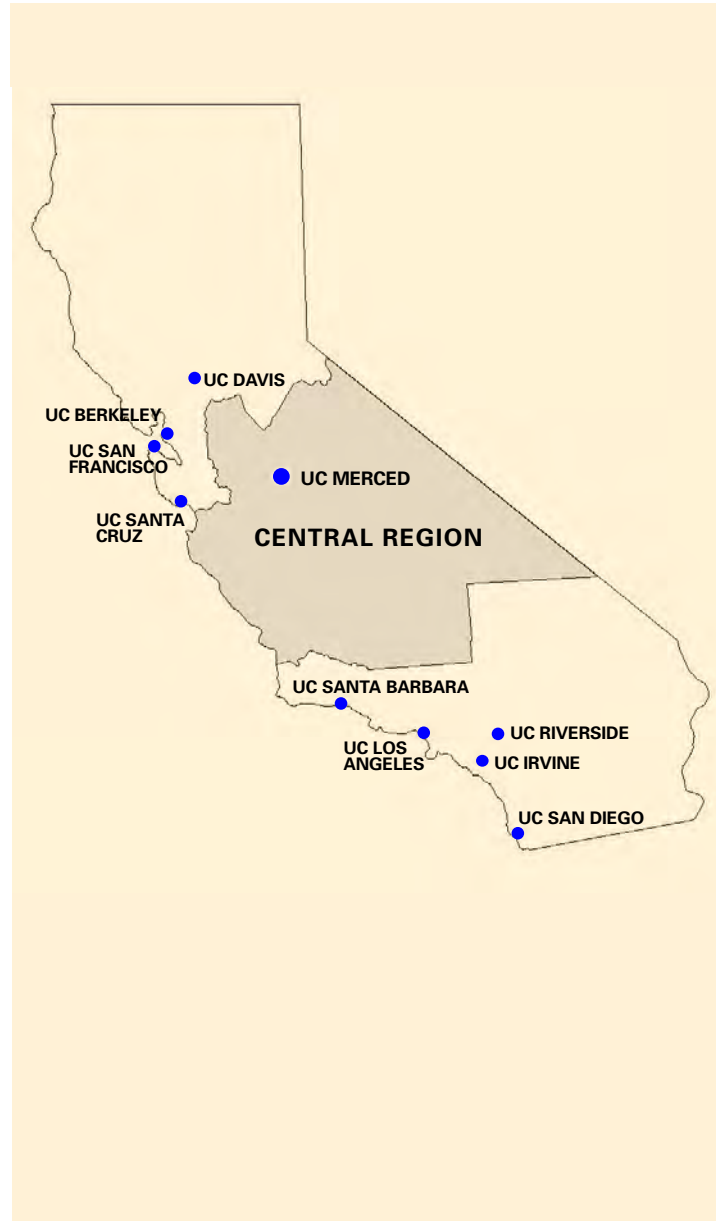 UC DAVIS
UC BERKELEY
UC SAN
FRANCISCO
UC MERCED
UC SANTA
CRUZ
CENTRAL REGION
UC SANTA BARBARA
UC RIVERSIDE
UC LOS
ANGELES
UC IRVINE
UC SAN DIEGO